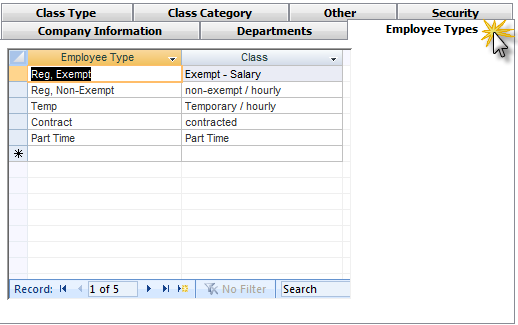 Class Type Class Category Other Security
Company Information Departments Employee Types
Employee Type Class
Reg, Exempt Exempt - Salary
Reg, Non-Exempt non-exempt / hourly
Temp Temporary / hourly
Contract contracted
Part Time Part Time
Record: 1 of 5 No Filter Search